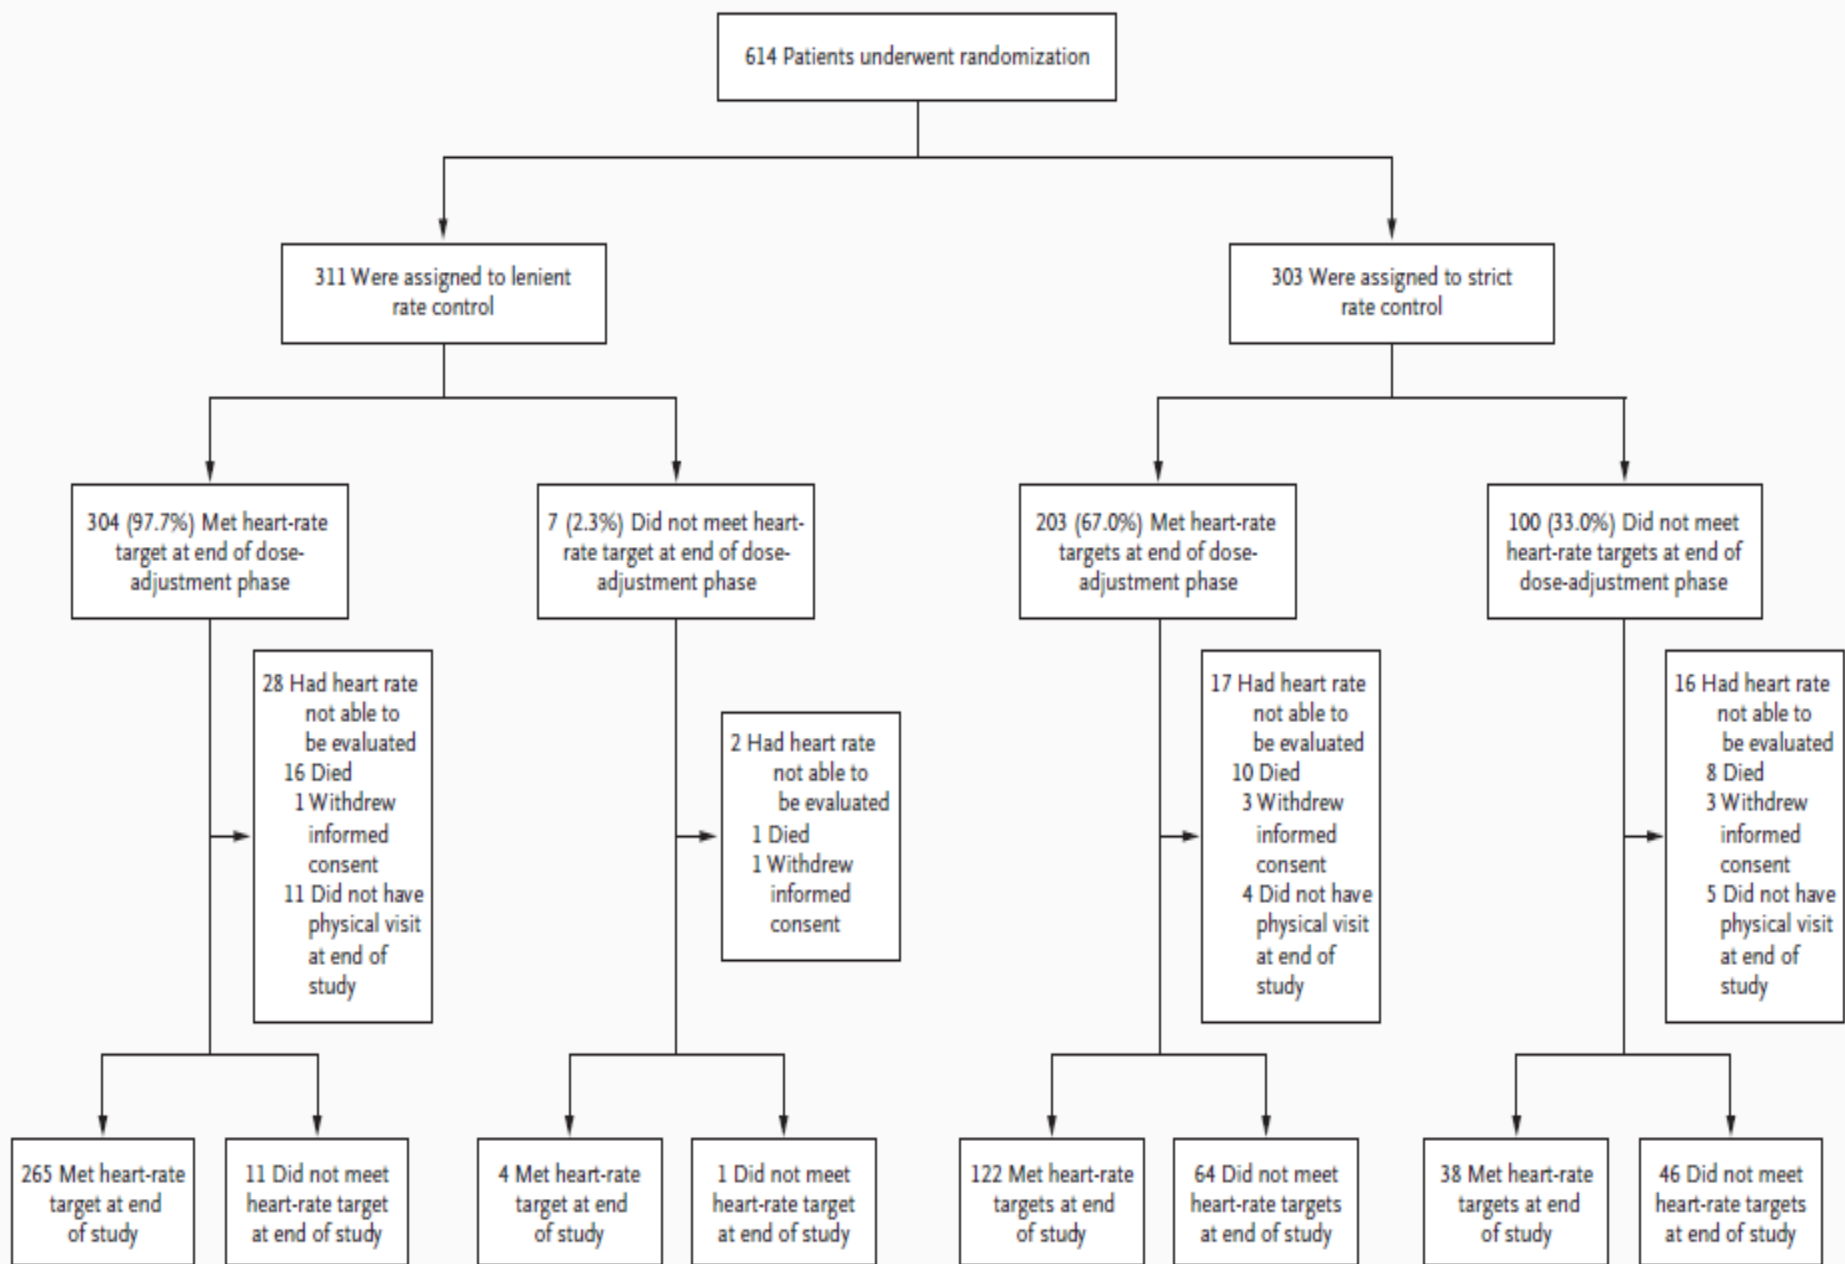 614 Patients underwent randomization
311 Were assigned to lenient
rate control
303 Were assigned to strict
rate control
304 (97.7%) Met heart-rate
target at end of dose-
adjustment phase
7 (2.3%) Did not meet heart-
rate target at end of dose-
adjustment phase
203 (67.0%) Met heart-rate
targets at end of dose-
adjustment phase
100 (33.0%) Did not meet
heart-rate targets at end of
dose-adjustment phase
28 Had heart rate
not able to
be evaluated
16 Died
1 Withdrew
informed
consent
11 Did not have
physical visit
at end of
study
2 Had heart rate
not able to
be evaluated
1 Died
1 Withdrew
informed
consent
17 Had heart rate
not able to
be evaluated
10 Died
3 Withdrew
informed
consent
4 Did not have
physical visit
at end of
study
16 Had heart rate
not able to
be evaluated
8 Died
3 Withdrew
informed
consent
5 Did not have
physical visit
at end of
study
265 Met heart-rate
target at end
of study
11 Did not meet
heart-rate target
at end of study
4 Met heart-rate
target at end
of study
1 Did not meet
heart-rate target
at end of study
122 Met heart-rate
targets at end
of study
64 Did not meet
heart-rate targets
at end of study
38 Met heart-rate
targets at end
of study
46 Did not meet
heart-rate targets
at end of study